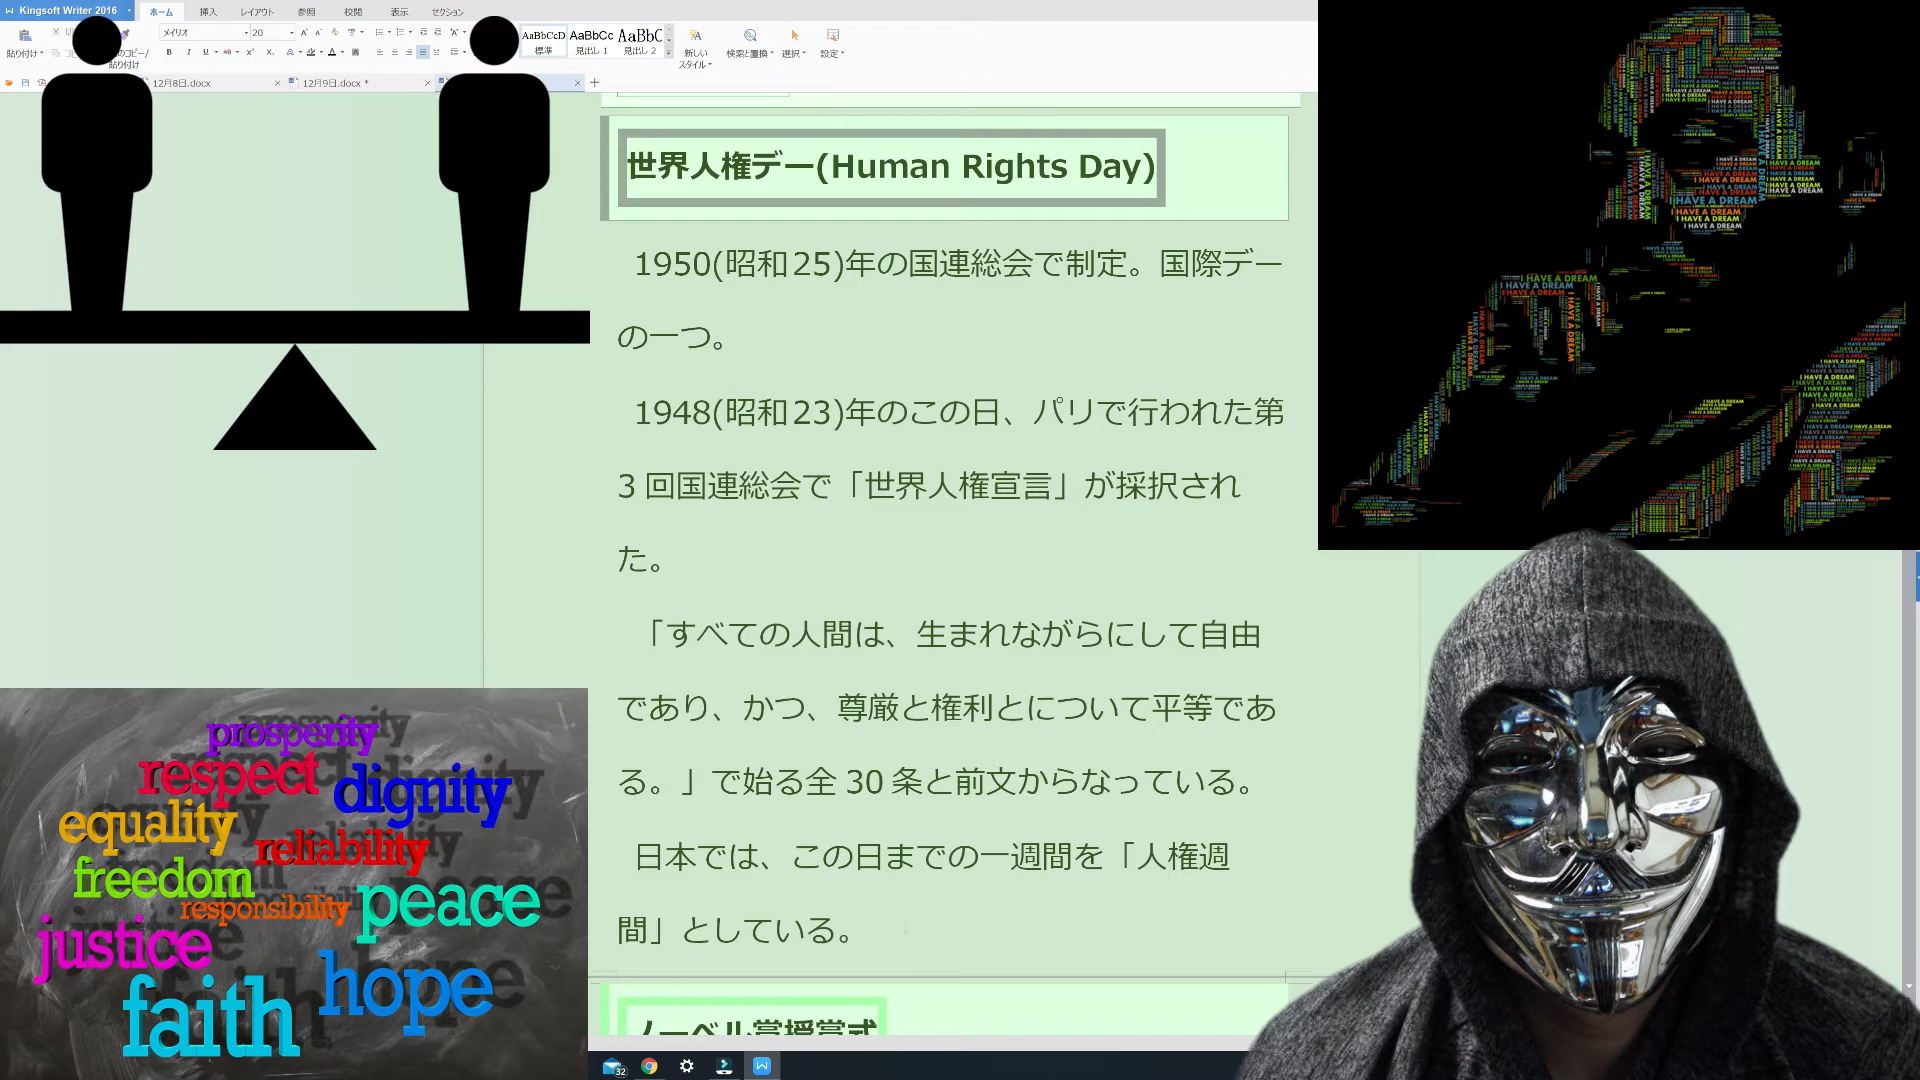 Kingsoft Writer 2016
ホーム
挿入
レイアウト
参照
校閲
表示
セクション
貼り付け
メイリオ
20
AaBbCcD
AaBbCc
AaBbC
標準
見出し 1
見出し 2
新しい
スタイル
検索と置換
選択
設定
12月8日.docx
12月9日.docx *
世界人権デー(Human Rights Day)
1950(昭和25)年の国連総会で制定。国際デー
の一つ。
1948(昭和23)年のこの日、パリで行われた第
3 回国連総会で「世界人権宣言」が採択され
た。
「すべての人間は、生まれながらにして自由
であり、かつ、尊厳と権利とについて平等であ
る。」で始る全 30 条と前文からなっている。
日本では、この日までの一週間を「人権週
間」としている。
ノーベル賞授賞式
prosperity
respect
dignity
equality
reliability
freedom
responsibility
peace
justice
hope
faith
I HAVE A DREAM
32